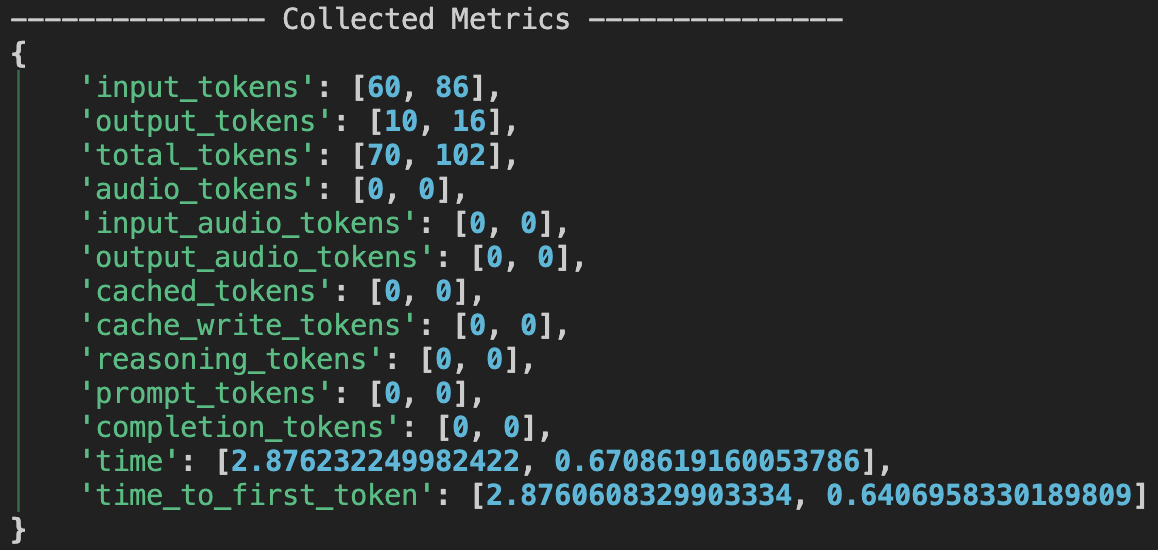 --------------- Collected Metrics ---------------
{
    'input_tokens': [60, 86],
    'output_tokens': [10, 16],
    'total_tokens': [70, 102],
    'audio_tokens': [0, 0],
    'input_audio_tokens': [0, 0],
    'output_audio_tokens': [0, 0],
    'cached_tokens': [0, 0],
    'cache_write_tokens': [0, 0],
    'reasoning_tokens': [0, 0],
    'prompt_tokens': [0, 0],
    'completion_tokens': [0, 0],
    'time': [2.876232249982422, 0.6708619160053786],
    'time_to_first_token': [2.8760608329903334, 0.6406958330189809]
}